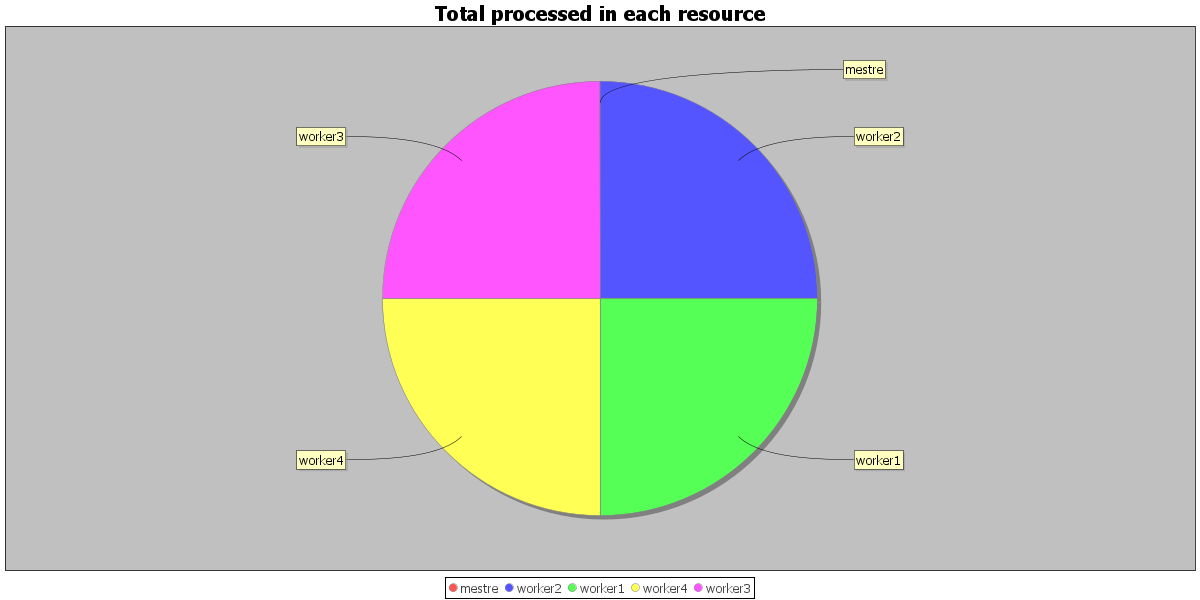 Total processed in each resource
mestre
worker3
worker2
worker4
worker1
mestre worker2 worker1 worker4 worker3